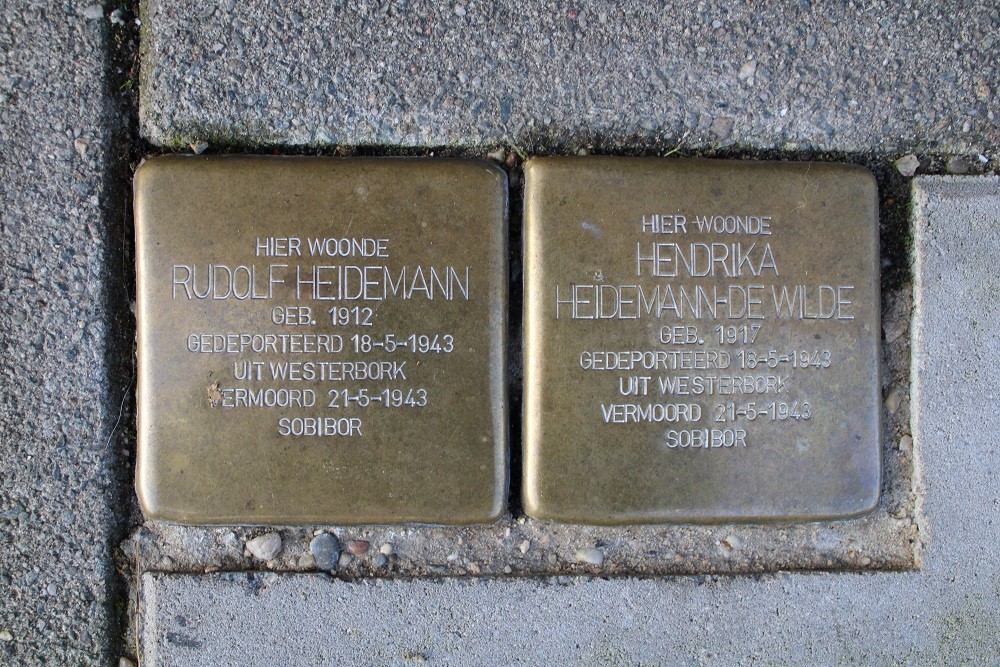 HIER WOONDE
RUDOLF HEIDEMANN
GEB. 1912
GEDEPORTEERD 18-5-1943
UIT WESTERBORK
VERMOORD 21-5-1943
SOBIBOR
HIER WOONDE
HENDRIKA
HEIDEMANN-DE WILDE
GEB. 1917
GEDEPORTEERD 18-5-1943
UIT WESTERBORK
VERMOORD 21-5-1943
SOBIBOR